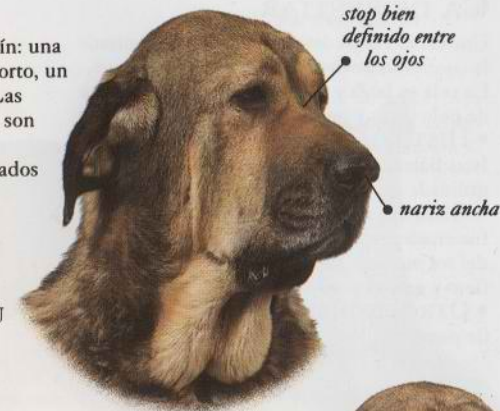 ín: una
orto, un
Las
son
ados
J
stop bien
definido entre
los ojos
nariz ancha